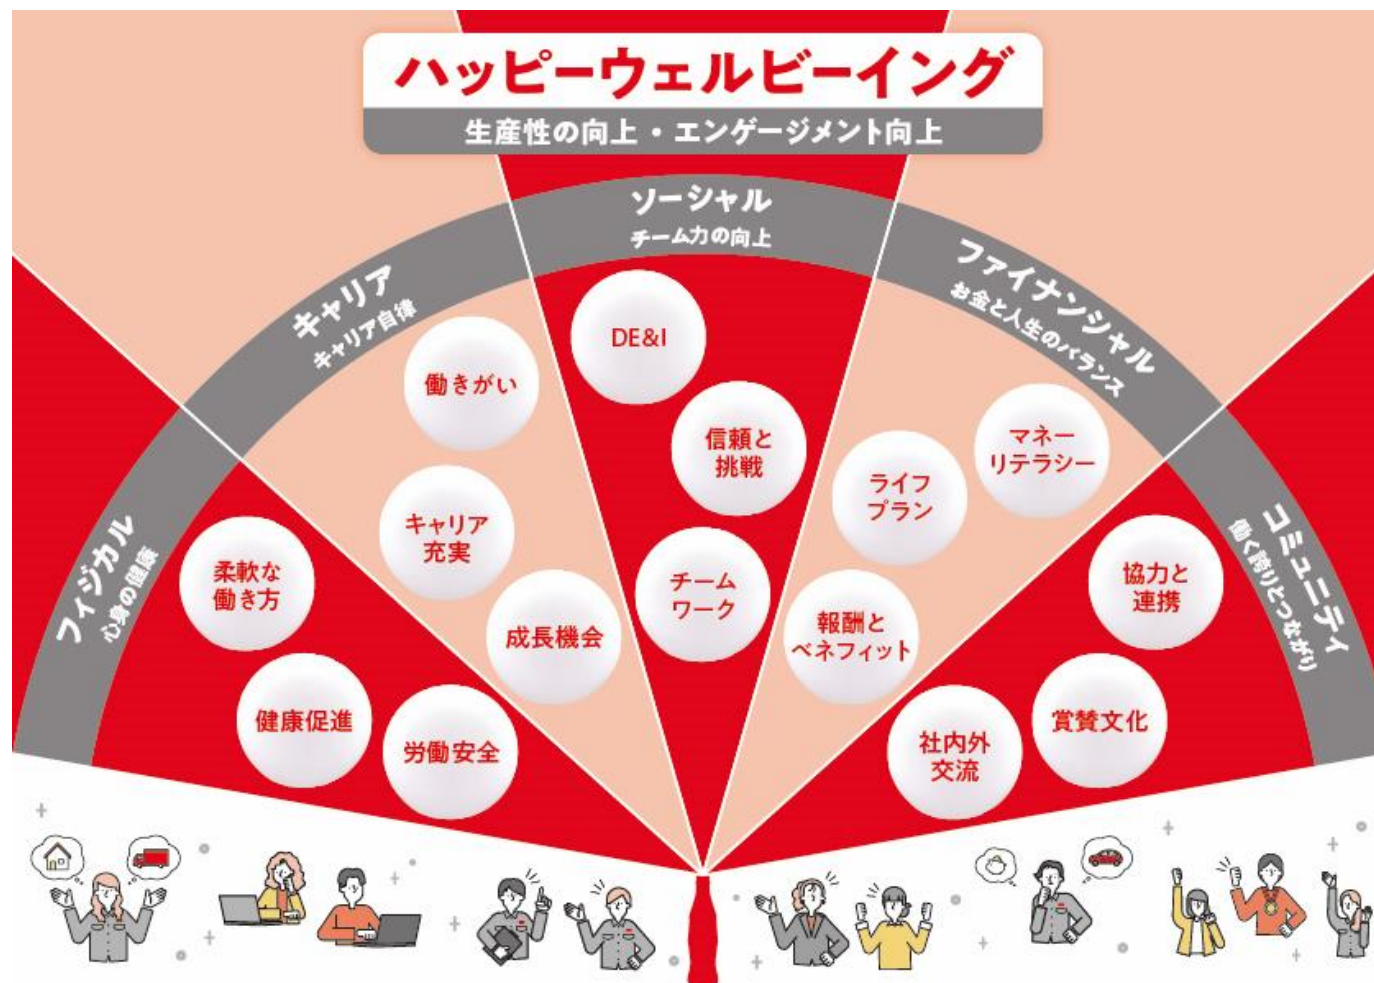 ハッピーウェルビーイング
生産性の向上・エンゲージメント向上
フィジカル
心身の健康
柔軟な
働き方
健康促進
労働安全
キャリア
キャリア自律
働きがい
キャリア
充実
成長機会
ソーシャル
チーム力の向上
DE&I
信頼と
挑戦
チーム
ワーク
ファイナンシャル
お金と人生のバランス
マネー
リテラシー
ライフ
プラン
報酬と
ベネフィット
コミュニティ
働く誇りとつながり
協力と
連携
賞賛文化
社内外
交流